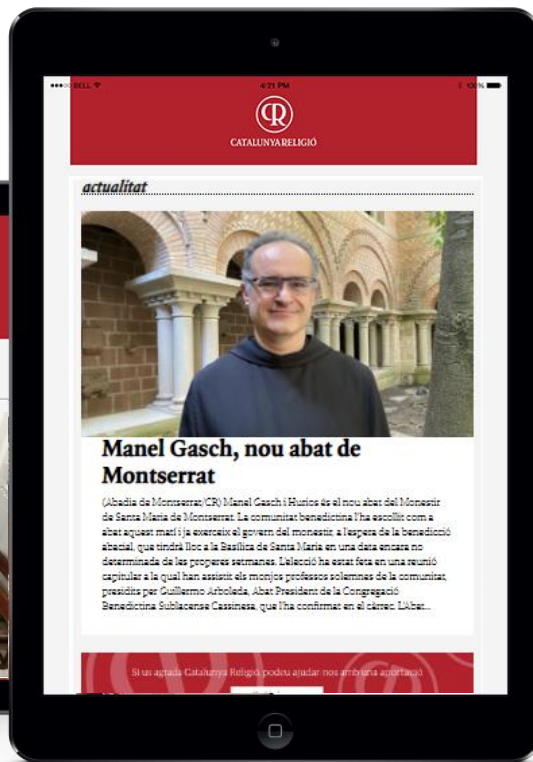 BELL
4:21 PM
100%
CR
CATALUNYARELIGIÓ
actualitat
Manel Gasch, nou abat de
Montserrat
(Abadia de Montserrat/CR) Manel Gasch i Hurios és el nou abat del Monestir
de Santa Maria de Montserrat. La comunitat benedictina l'ha escollit com a
abat aquest matí i ja exerceix el govern del monestir, a l'espera de la benedicció
abacial, que tindrà lloc a la Basílica de Santa Maria en una data encara no
determinada de les properes setmanes. L'elecció ha estat feta en una reunió
capitular a la qual han assistit els monjos professos solemnes de la comunitat,
presidits per Guillermo Arboleda, Abat President de la Congregació
Benedictina Sublacense Cassinesa, que l'ha confirmat en el càrrec. L'Abat...
Si us agrada Catalunya Religió, podeu ajudar-nos amb una aportació